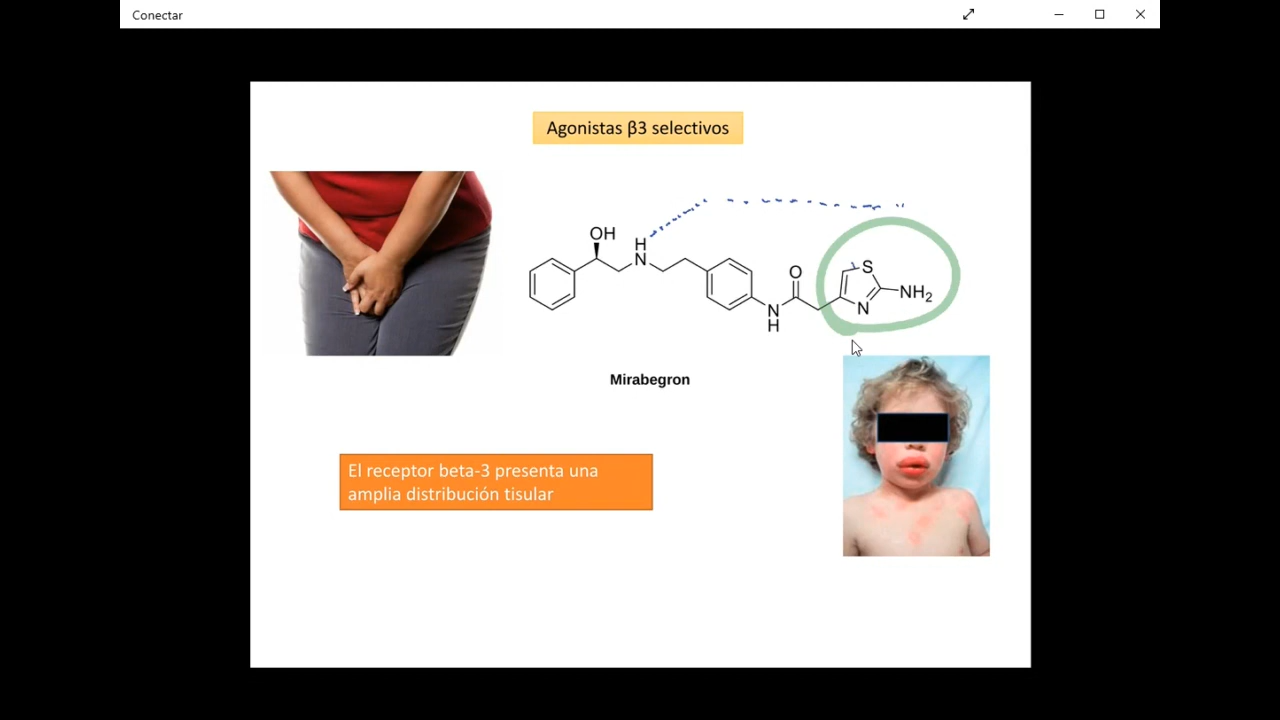 Conectar
Agonistas β3 selectivos
OH
H
N
O
N
H
S
N
NH2
Mirabegron
El receptor beta-3 presenta una
amplia distribución tisular